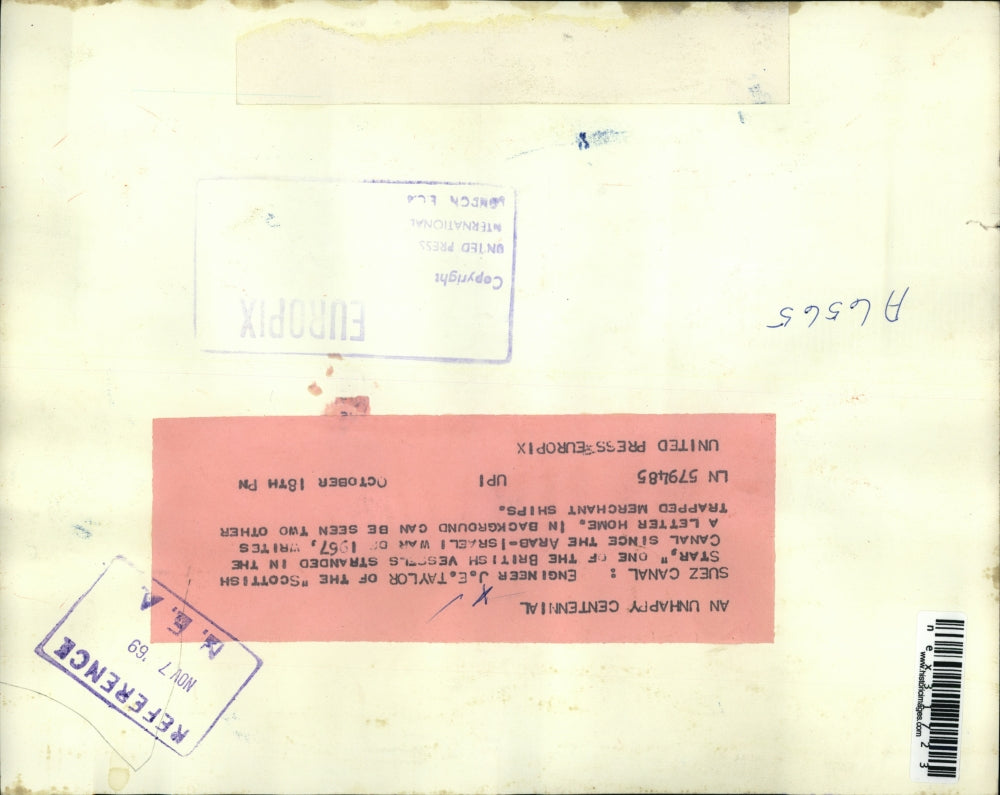 AN UNHAPPY CENTENNIAL
SUEZ CANAL : ENGINEER J.E.TAYLOR OF THE "SCOTTISH
STAR," ONE OF THE BRITISH VESSELS STRANDED IN THE
CANAL SINCE THE ARAB-ISRAELI WAR OF 1967, WRITES
A LETTER HOME. IN BACKGROUND CAN BE SEEN TWO OTHER
TRAPPED MERCHANT SHIPS.
LN 579485 UPI OCTOBER 18TH PN
UNITED PRESS EUROPIX
EUROPIX
Copyright
UNITED PRESS
INTERNATIONAL
LONDON E.C.4
A6565
REFERENCE
NOV 7 '69
N. E. A.
nex31723
www.historicimages.com